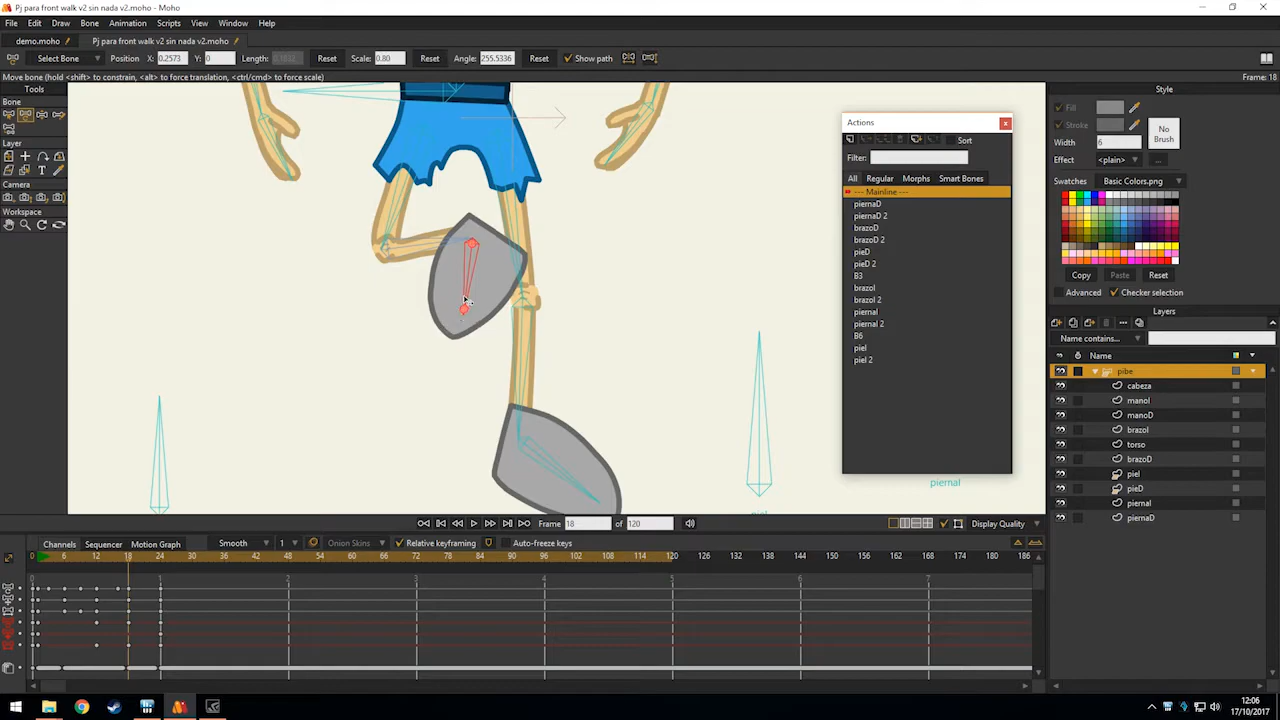 Pj para front walk v2 sin nada v2.moho - Moho
File Edit Draw Bone Animation Scripts View Window Help
demo.moho Pj para front walk v2 sin nada v2.moho
Select Bone Position X: 0.2573 Y: 0 Length: Reset Scale: 0.80 Reset Angle: 255.5336 Reset Show path
Move bone (hold <shift> to constrain, <alt> to force translation, <ctrl/cmd> to force scale) Frame: 18
Tools
Bone
Layer
Camera
Workspace
Actions
Sort
Filter:
All Regular Morphs Smart Bones
--- Mainline ---
piernaD
piernaD 2
brazoD
brazoD 2
pieD
pieD 2
B3
brazoI
brazoI 2
piernaI
piernaI 2
B6
pieI
pieI 2
piernaI
Style
Fill
Stroke
No
Brush
Width 6
Effect <plain> ...
Swatches Basic Colors.png
Copy Paste Reset
Advanced Checker selection
Layers
Name contains...
Name
pibe
cabeza
manoI
manoD
brazoI
torso
brazoD
pieI
pieD
piernaI
piernaD
Frame 18 of 120 Display Quality
Channels Sequencer Motion Graph Smooth 1 Onion Skins Relative keyframing Auto-freeze keys
0 6 12 18 24 30 36 42 48 54 60 66 72 78 84 90 96 102 108 114 120 126 132 138 144 150 156 162 168 174 180 186
0 1 2 3 4 5 6 7
12:06
17/10/2017